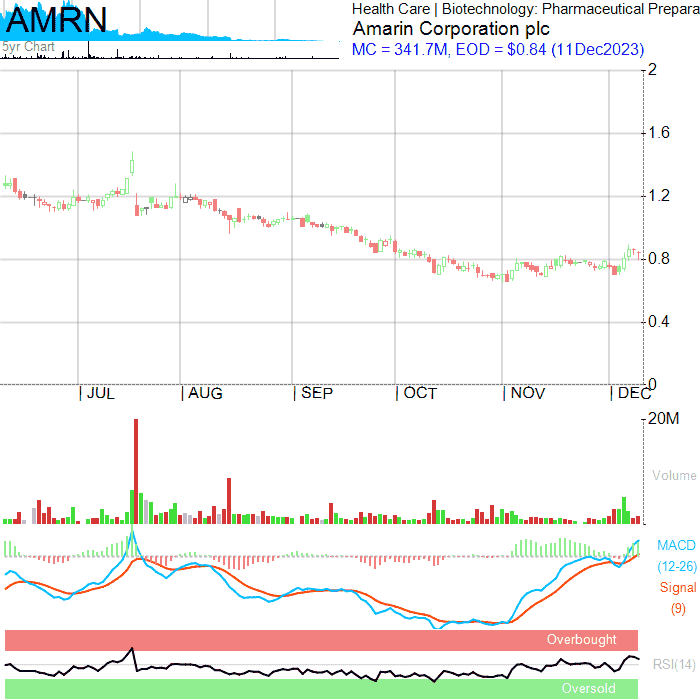 AMRN
5yr Chart
Health Care | Biotechnology: Pharmaceutical Prepara
Amarin Corporation plc
MC = 341.7M, EOD = $0.84 (11Dec2023)
2
1.6
1.2
0.8
0.4
0
| JUL | AUG | SEP | OCT | NOV | DEC
20M
Volume
MACD
(12-26)
Signal
(9)
Overbought
RSI(14)
Oversold